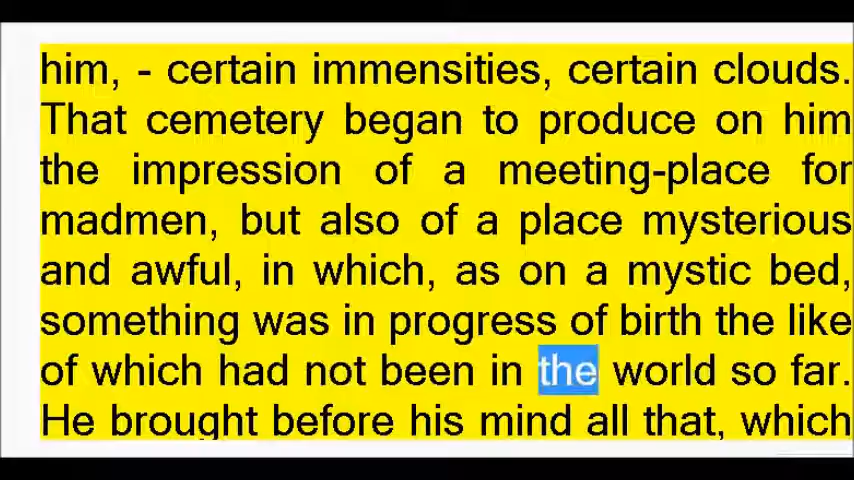 him, - certain immensities, certain clouds.
That cemetery began to produce on him
the impression of a meeting-place for
madmen, but also of a place mysterious
and awful, in which, as on a mystic bed,
something was in progress of birth the like
of which had not been in the world so far.
He brought before his mind all that, which